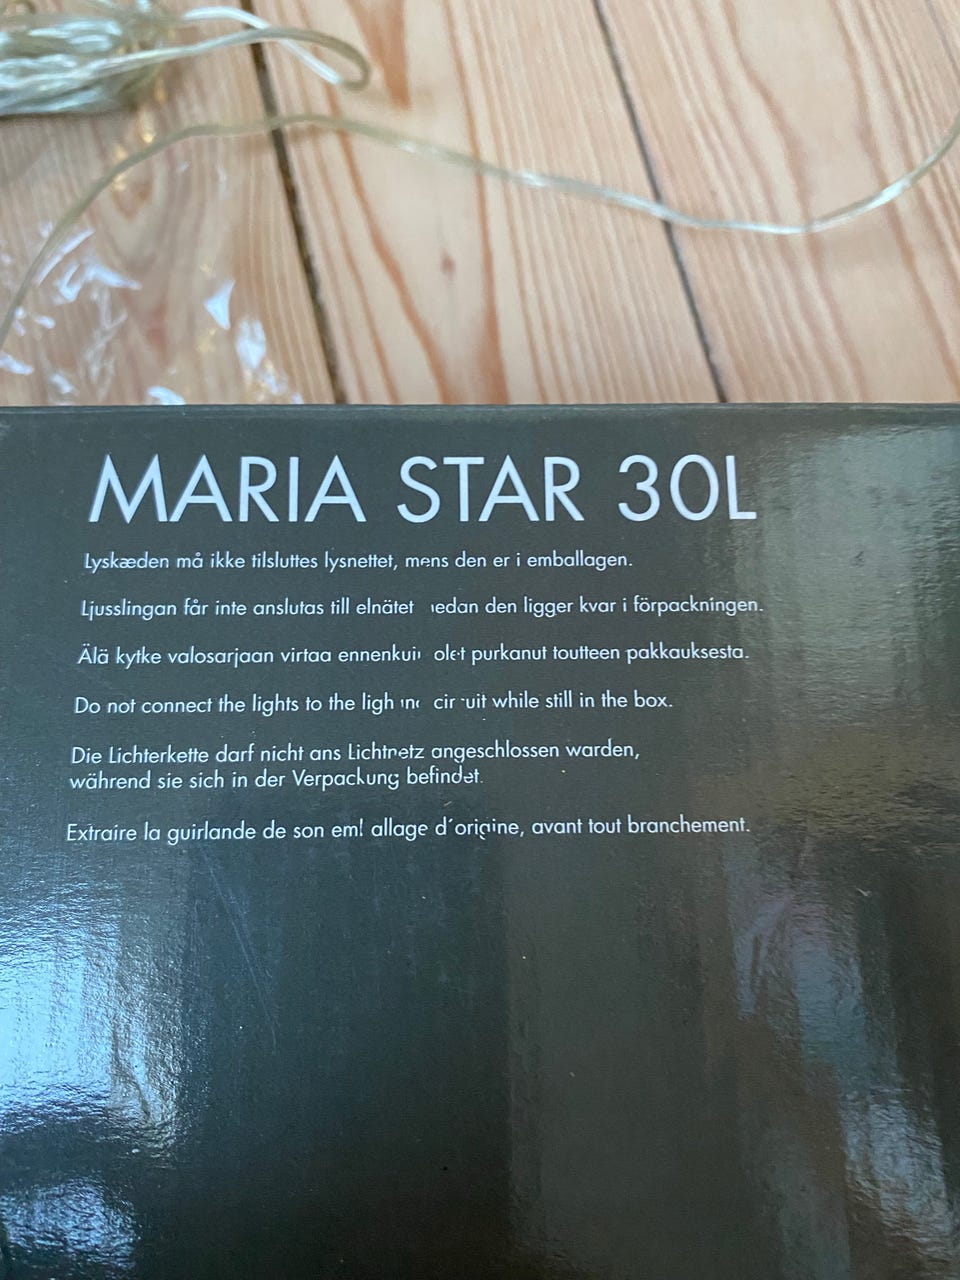 MARIA STAR 30L
Lyskæden må ikke tilsluttes lysnettet, mens den er i emballagen.
Ljusslingan får inte anslutas till elnätet den ligger kvar i förpackningen.
Älä kytke valosarjaan virtaa ennenkuin olet purkanut toutteen pakkauksesta.
Do not connect the lights to the circuit while still in the box.
Die Lichterkette darf nicht ans Lichtnetz angeschlossen warden,
während sie sich in der Verpackung befindet.
Extraire la guirlande de son emballage d´origine, avant tout branchement.